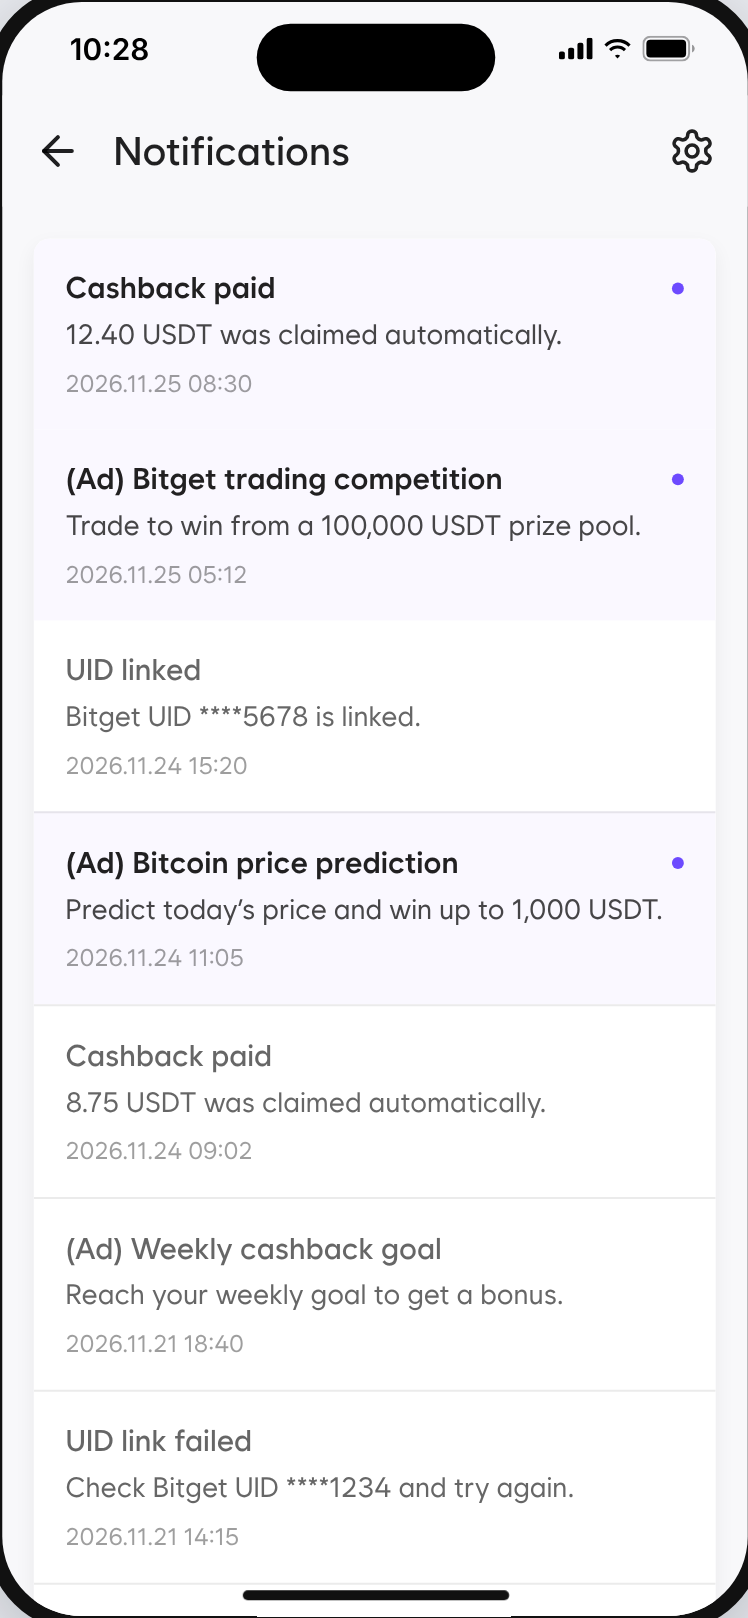 10:28
Notifications
Cashback paid
12.40 USDT was claimed automatically.
2026.11.25 08:30
(Ad) Bitget trading competition
Trade to win from a 100,000 USDT prize pool.
2026.11.25 05:12
UID linked
Bitget UID ****5678 is linked.
2026.11.24 15:20
(Ad) Bitcoin price prediction
Predict today’s price and win up to 1,000 USDT.
2026.11.24 11:05
Cashback paid
8.75 USDT was claimed automatically.
2026.11.24 09:02
(Ad) Weekly cashback goal
Reach your weekly goal to get a bonus.
2026.11.21 18:40
UID link failed
Check Bitget UID ****1234 and try again.
2026.11.21 14:15